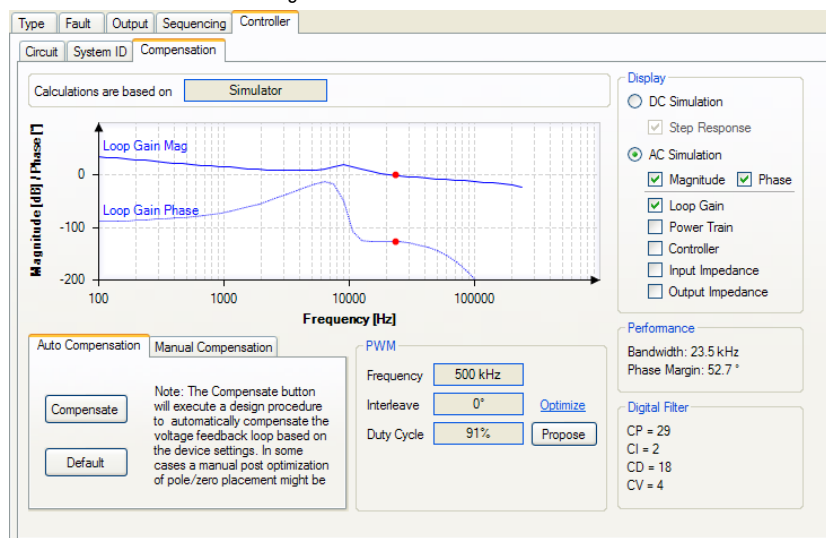 Type Fault Output Sequencing Controller
Circuit System ID Compensation
Calculations are based on Simulator
Magnitude [dB] / Phase [°]
Loop Gain Mag
Loop Gain Phase
0
-100
-200
100 1000 10000 100000
Frequency [Hz]
Display
DC Simulation
Step Response
AC Simulation
Magnitude Phase
Loop Gain
Power Train
Controller
Input Impedance
Output Impedance
Auto Compensation Manual Compensation
Compensate
Default
Note: The Compensate button
will execute a design procedure
to automatically compensate the
voltage feedback loop based on
the device settings. In some
cases a manual post optimization
of pole/zero placement might be
PWM
Frequency 500 kHz
Interleave 0° Optimize
Duty Cycle 91% Propose
Performance
Bandwidth: 23.5 kHz
Phase Margin: 52.7 °
Digital Filter
CP = 29
CI = 2
CD = 18
CV = 4